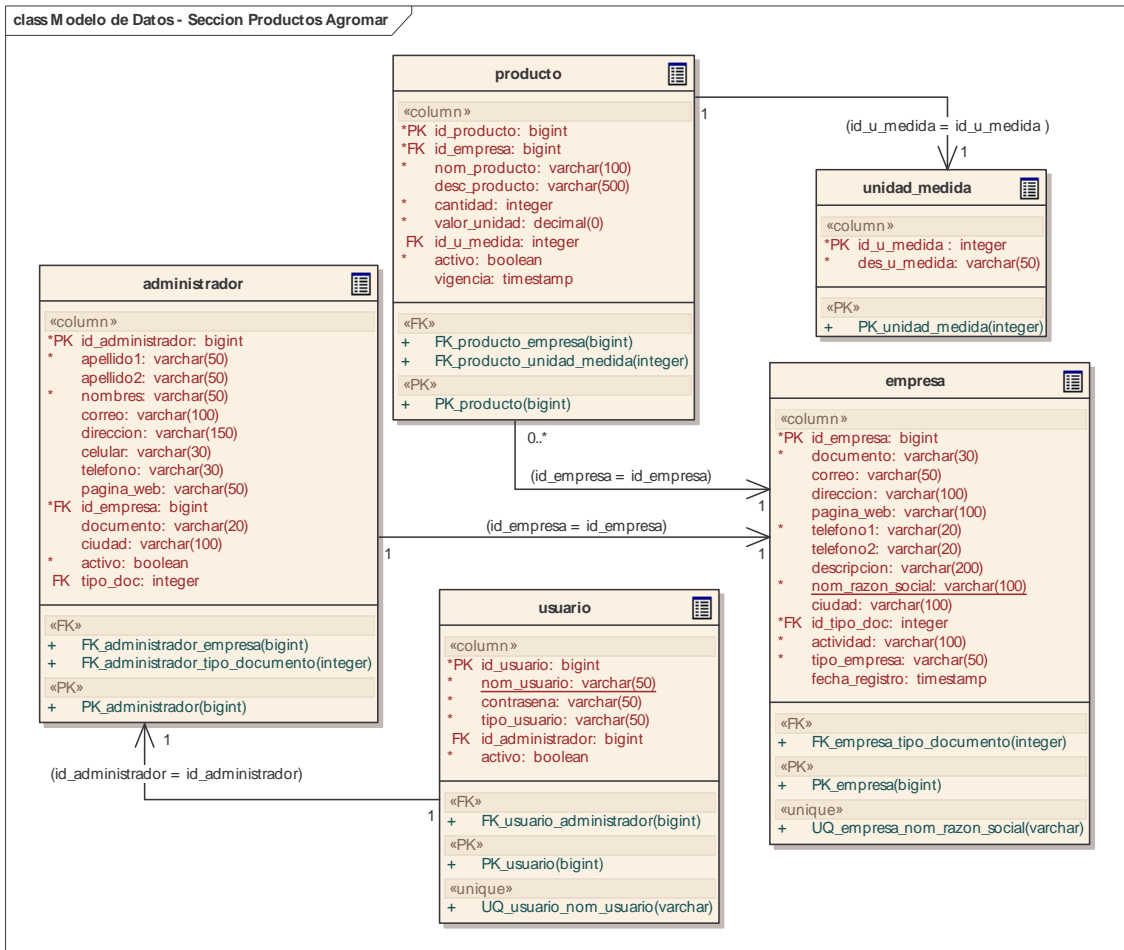 class Modelo de Datos - Seccion Productos Agromar
producto
«column»
*PK id_producto: bigint
*FK id_empresa: bigint
* nom_producto: varchar(100)
desc_producto: varchar(500)
* cantidad: integer
* valor_unidad: decimal(0)
FK id_u_medida: integer
* activo: boolean
vigencia: timestamp
«FK»
+ FK_producto_empresa(bigint)
+ FK_producto_unidad_medida(integer)
«PK»
+ PK_producto(bigint)
1
(id_u_medida = id_u_medida )
1
unidad_medida
«column»
*PK id_u_medida : integer
* des_u_medida: varchar(50)
«PK»
+ PK_unidad_medida(integer)
administrador
«column»
*PK id_administrador: bigint
* apellido1: varchar(50)
apellido2: varchar(50)
* nombres: varchar(50)
correo: varchar(100)
direccion: varchar(150)
celular: varchar(30)
telefono: varchar(30)
pagina_web: varchar(50)
*FK id_empresa: bigint
documento: varchar(20)
ciudad: varchar(100)
* activo: boolean
FK tipo_doc: integer
«FK»
+ FK_administrador_empresa(bigint)
+ FK_administrador_tipo_documento(integer)
«PK»
+ PK_administrador(bigint)
0..*
(id_empresa = id_empresa)
1
(id_empresa = id_empresa)
1
1
empresa
«column»
*PK id_empresa: bigint
* documento: varchar(30)
correo: varchar(50)
direccion: varchar(100)
pagina_web: varchar(100)
* telefono1: varchar(20)
telefono2: varchar(20)
descripcion: varchar(200)
* nom_razon_social: varchar(100)
ciudad: varchar(100)
*FK id_tipo_doc: integer
* actividad: varchar(100)
* tipo_empresa: varchar(50)
fecha_registro: timestamp
«FK»
+ FK_empresa_tipo_documento(integer)
«PK»
+ PK_empresa(bigint)
«unique»
+ UQ_empresa_nom_razon_social(varchar)
usuario
«column»
*PK id_usuario: bigint
* nom_usuario: varchar(50)
* contrasena: varchar(50)
* tipo_usuario: varchar(50)
FK id_administrador: bigint
* activo: boolean
«FK»
+ FK_usuario_administrador(bigint)
«PK»
+ PK_usuario(bigint)
«unique»
+ UQ_usuario_nom_usuario(varchar)
1
(id_administrador = id_administrador)
1